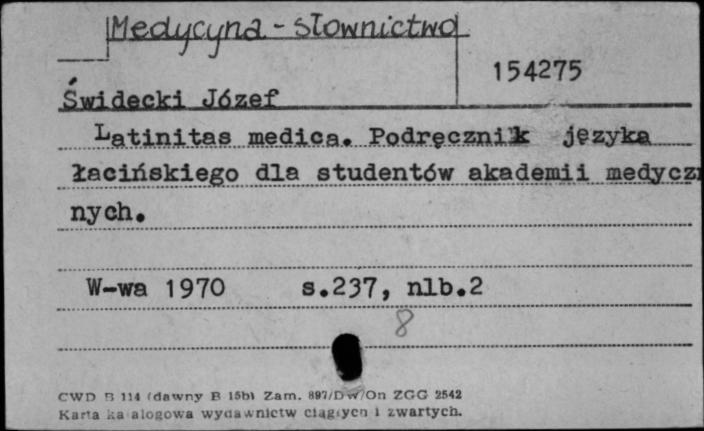 Medycyna - słownictwo
154275
Świdecki Józef
Latinitas medica. Podręcznik języka
łacińskiego dla studentów akademii medycz
nych.
W-wa 1970 s.237, nlb.2
8
CWD B 114 (dawny B 15b) Zam. 897/DW/On ZGG 2542
Karta katalogowa wydawnictw ciągłych i zwartych.